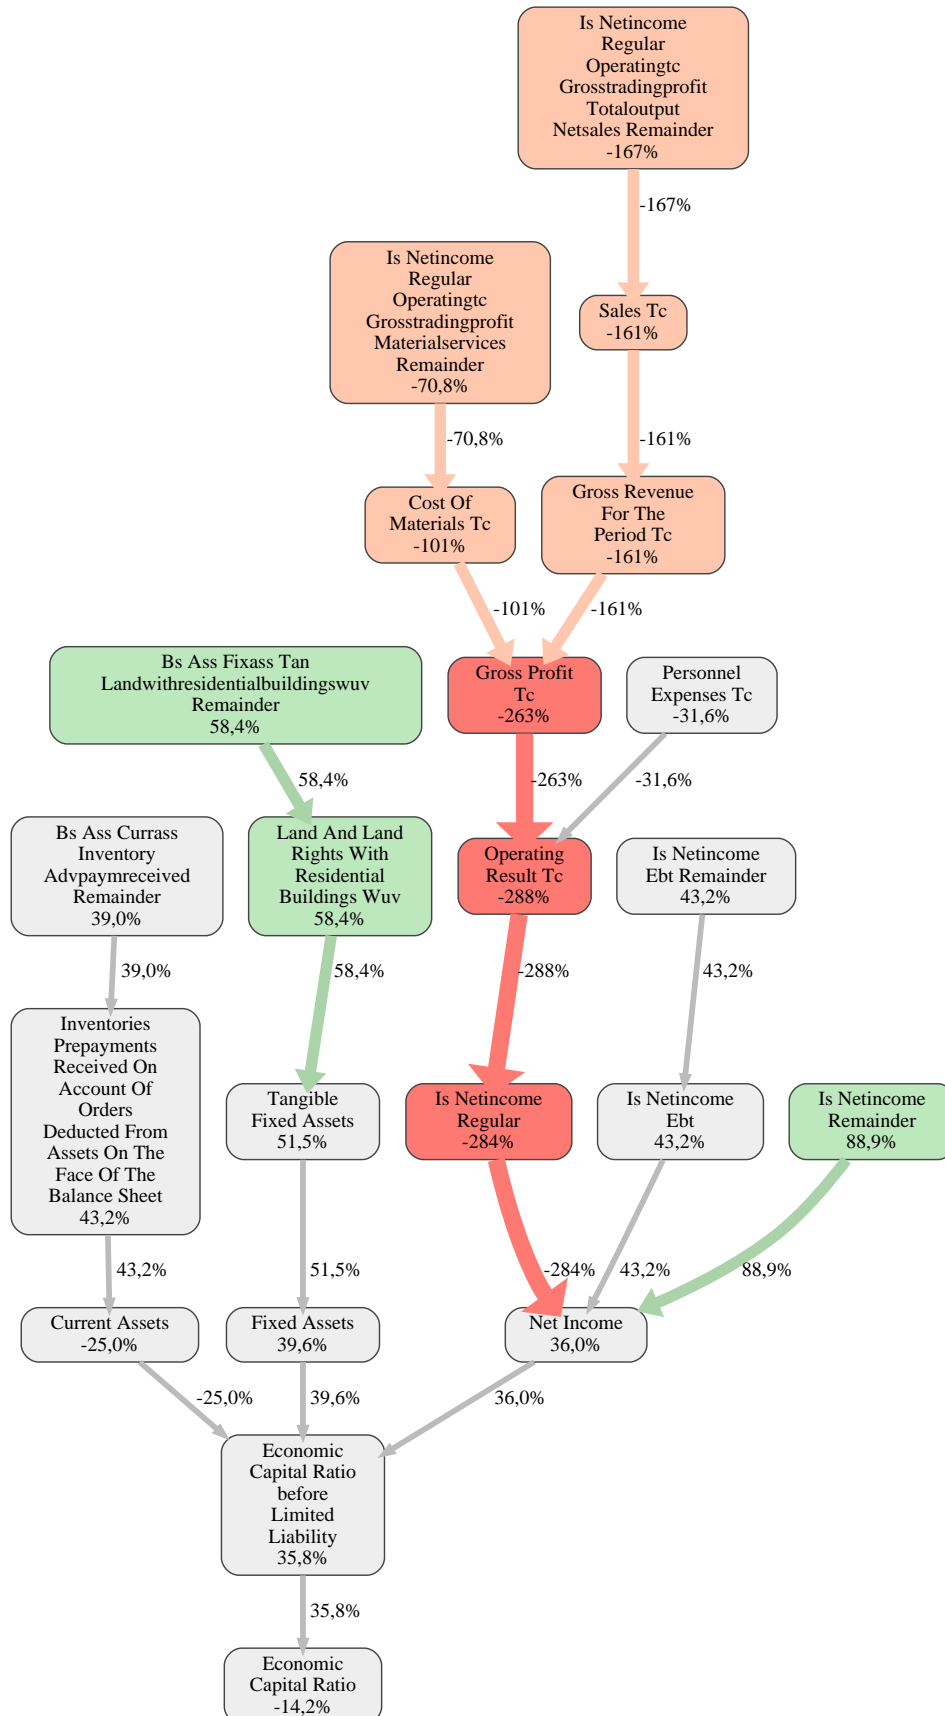 Is Netincome
Regular
Operatingtc
Grosstradingprofit
Totaloutput
Netsales Remainder
-167%
-167%
Is Netincome
Regular
Operatingtc
Grosstradingprofit
Materialservices
Remainder
-70,8%
Sales Tc
-161%
-70,8%
-161%
Cost Of
Materials Tc
-101%
Gross Revenue
For The
Period Tc
-161%
-101%
-161%
Bs Ass Fixass Tan
Landwithresidentialbuildingswuv
Remainder
58,4%
Gross Profit
Tc
-263%
Personnel
Expenses Tc
-31,6%
58,4%
-263%
-31,6%
Bs Ass Currass
Inventory
Advpaymreceived
Remainder
39,0%
Land And Land
Rights With
Residential
Buildings Wuv
58,4%
Operating
Result Tc
-288%
Is Netincome
Ebt Remainder
43,2%
39,0%
58,4%
-288%
43,2%
Inventories
Prepayments
Received On
Account Of
Orders
Deducted From
Assets On The
Face Of The
Balance Sheet
43,2%
Tangible
Fixed Assets
51,5%
Is Netincome
Regular
-284%
Is Netincome
Ebt
43,2%
Is Netincome
Remainder
88,9%
43,2%
51,5%
-284%
43,2%
88,9%
Current Assets
-25,0%
Fixed Assets
39,6%
Net Income
36,0%
-25,0%
39,6%
36,0%
Economic
Capital Ratio
before
Limited
Liability
35,8%
35,8%
Economic
Capital Ratio
-14,2%